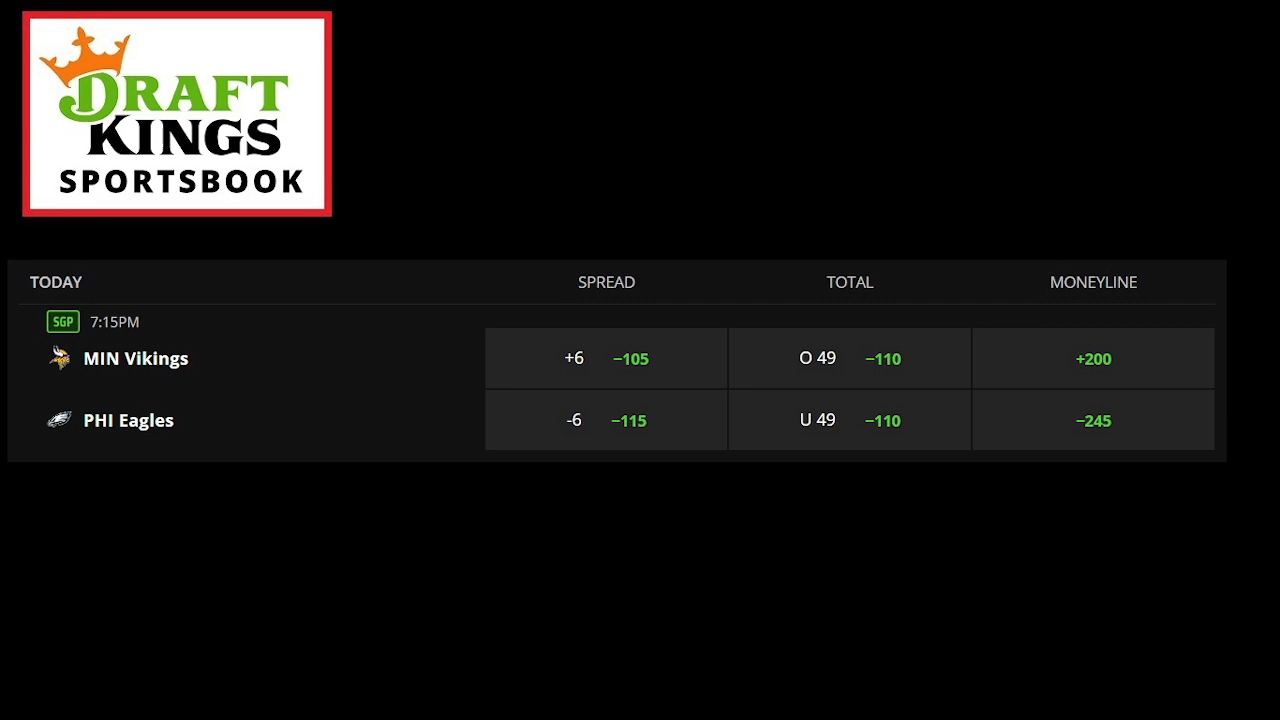 DRAFT
KINGS
SPORTSBOOK
TODAY SPREAD TOTAL MONEYLINE
SGP 7:15PM
MIN Vikings +6 −105 O 49 −110 +200
PHI Eagles -6 −115 U 49 −110 −245